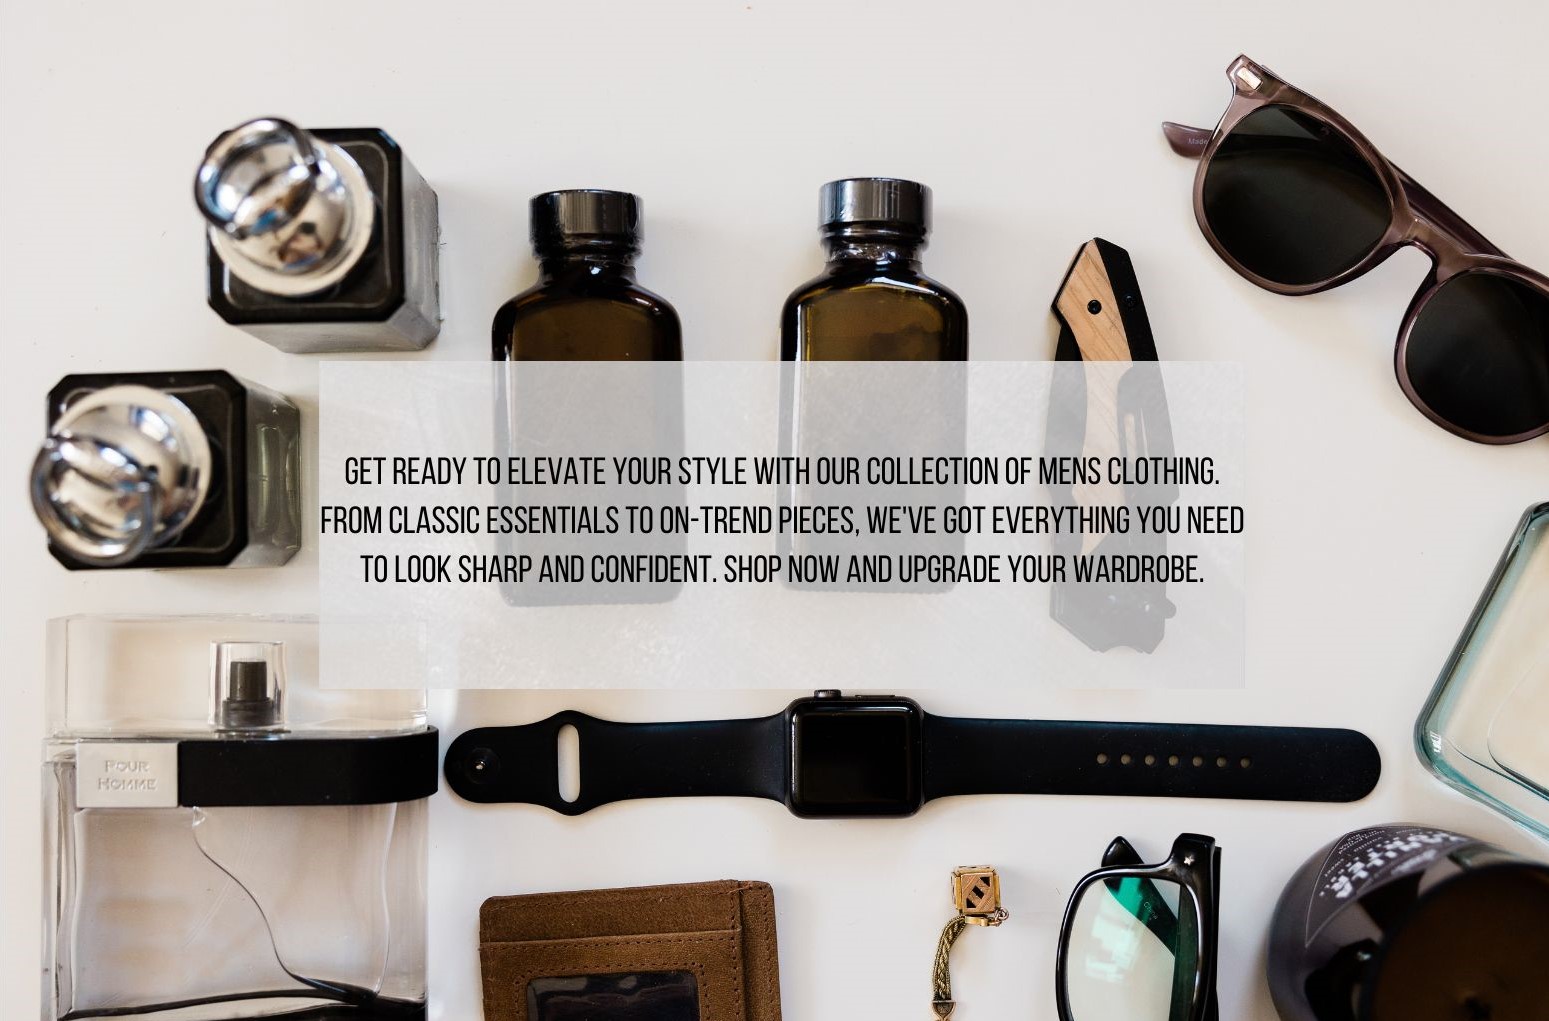 Made
GET READY TO ELEVATE YOUR STYLE WITH OUR COLLECTION OF MENS CLOTHING.
FROM CLASSIC ESSENTIALS TO ON-TREND PIECES, WE'VE GOT EVERYTHING YOU NEED
TO LOOK SHARP AND CONFIDENT. SHOP NOW AND UPGRADE YOUR WARDROBE.
POUR
HOMME